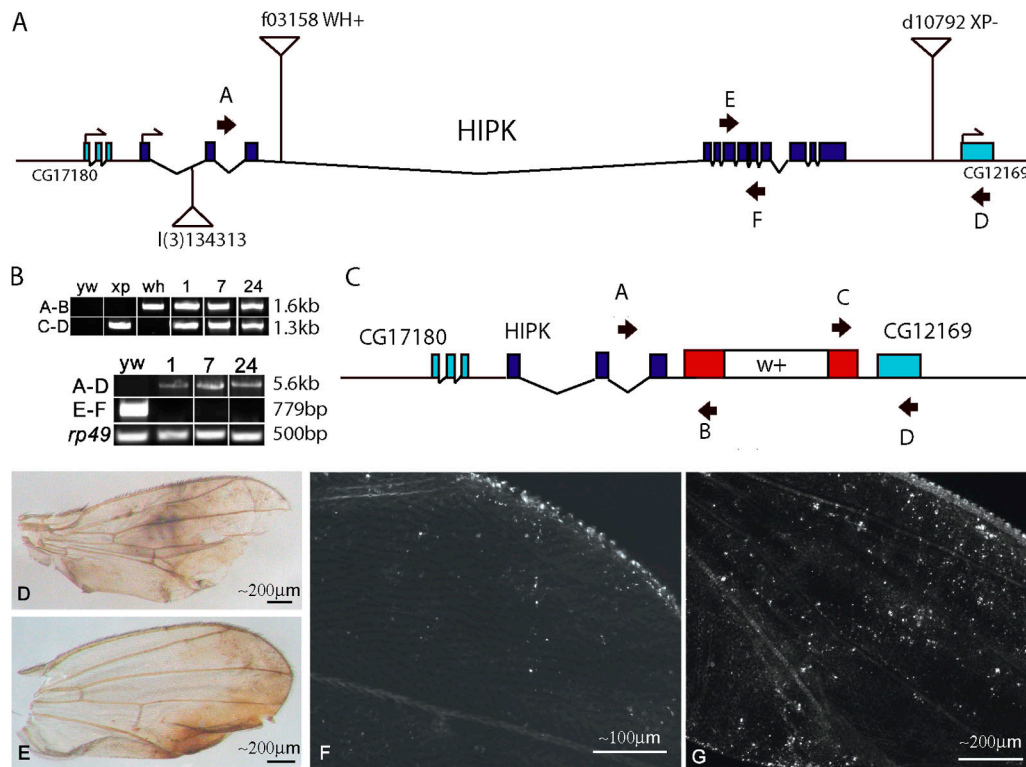 A
f03158 WH+
d10792 XP-
A
E
HIPK
CG17180
CG12169
F
D
l(3)134313
B
yw xp wh 1 7 24
A-B 1.6kb
C-D 1.3kb
yw 1 7 24
A-D 5.6kb
E-F 779bp
rp49 500bp
C
A
C
CG17180
HIPK
CG12169
w+
B
D
D
~200µm
E
~200µm
F
~100µm
G
~200µm